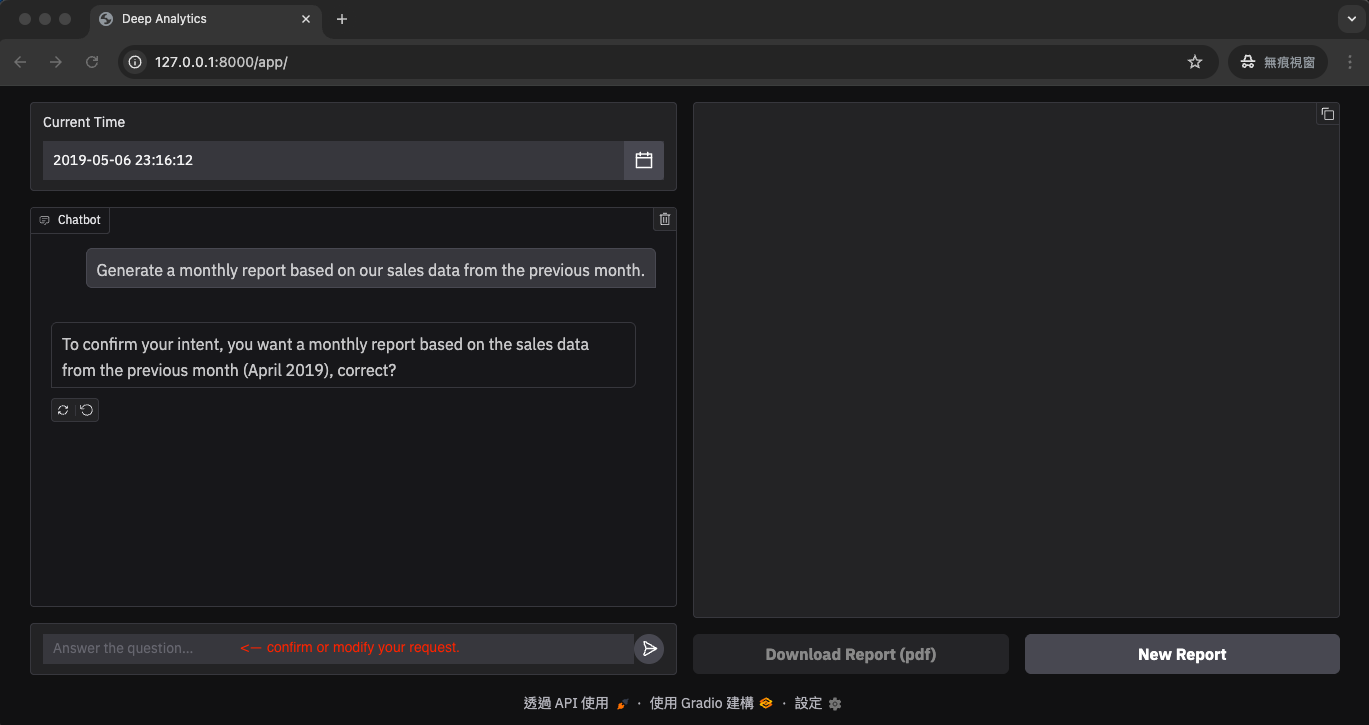 Deep Analytics
127.0.0.1:8000/app/
無痕視窗
Current Time
2019-05-06 23:16:12
Chatbot
Generate a monthly report based on our sales data from the previous month.
To confirm your intent, you want a monthly report based on the sales data
from the previous month (April 2019), correct?
Answer the question... <— confirm or modify your request.
Download Report (pdf)
New Report
透過 API 使用 · 使用 Gradio 建構 · 設定